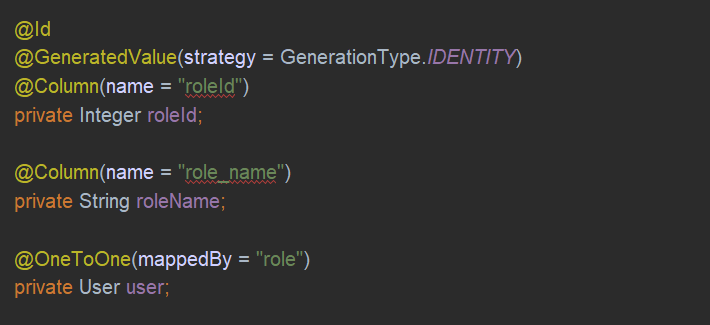 @Id
@GeneratedValue(strategy = GenerationType.IDENTITY)
@Column(name = "roleId")
private Integer roleId;
@Column(name = "role_name")
private String roleName;
@OneToOne(mappedBy = "role")
private User user;